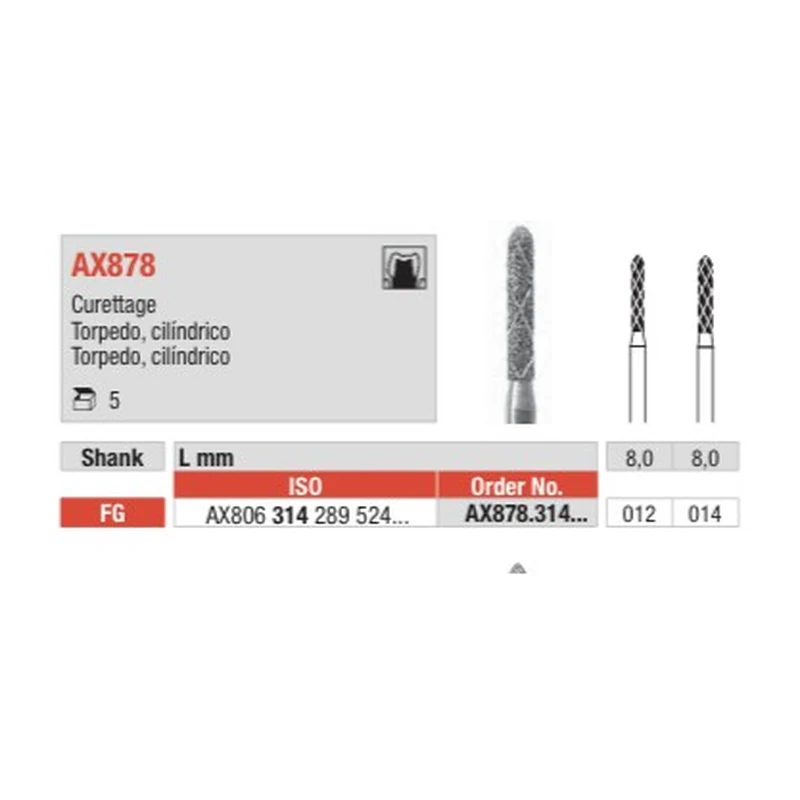 AX878
Curettage
Torpedo, cilíndrico
Torpedo, cilíndrico
5
Shank L mm 8,0 8,0
ISO Order No.
FG AX806 314 289 524... AX878.314... 012 014